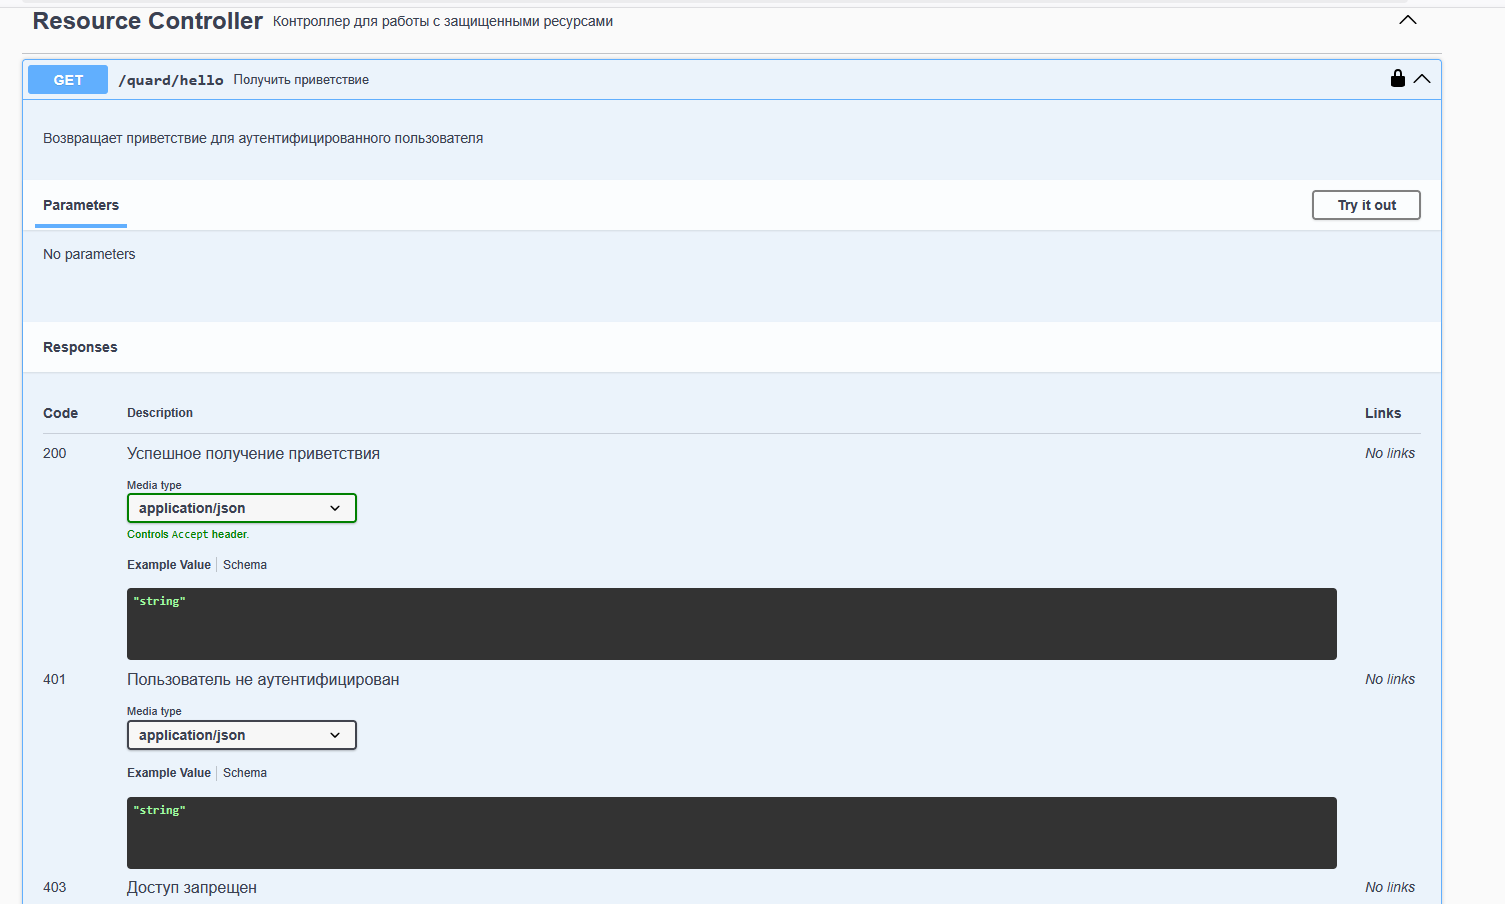 Resource Controller Контроллер для работы с защищенными ресурсами
GET /quard/hello Получить приветствие
Возвращает приветствие для аутентифицированного пользователя
Parameters Try it out
No parameters
Responses
Code Description Links
200 Успешное получение приветствия No links
Media type
application/json
Controls Accept header.
Example Value Schema
"string"
401 Пользователь не аутентифицирован No links
Media type
application/json
Example Value Schema
"string"
403 Доступ запрещен No links